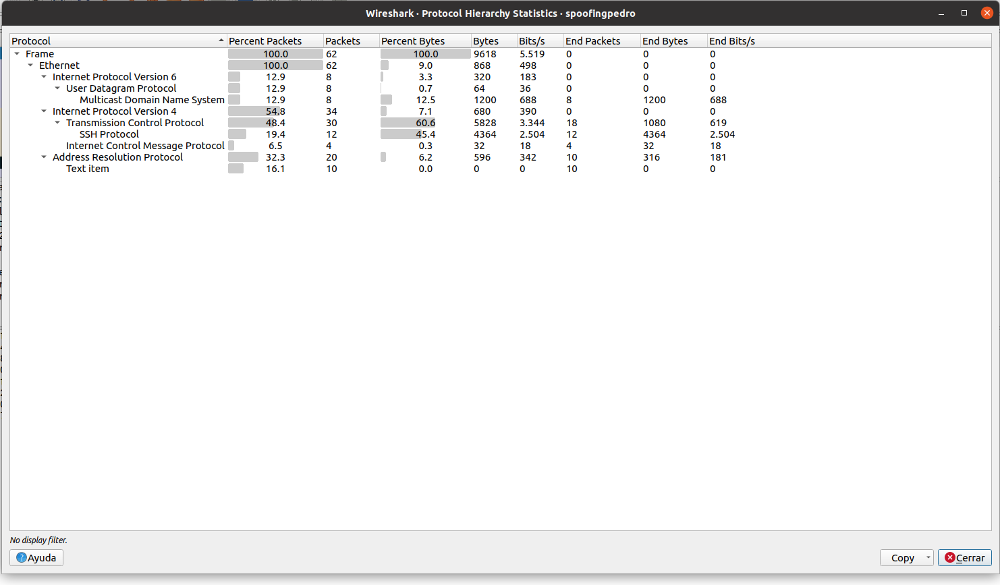 Wireshark · Protocol Hierarchy Statistics · spoofingpedro
Protocol Percent Packets Packets Percent Bytes Bytes Bits/s End Packets End Bytes End Bits/s
Frame 100.0 62 100.0 9618 5.519 0 0 0
Ethernet 100.0 62 9.0 868 498 0 0 0
Internet Protocol Version 6 12.9 8 3.3 320 183 0 0 0
User Datagram Protocol 12.9 8 0.7 64 36 0 0 0
Multicast Domain Name System 12.9 8 12.5 1200 688 8 1200 688
Internet Protocol Version 4 54.8 34 7.1 680 390 0 0 0
Transmission Control Protocol 48.4 30 60.6 5828 3.344 18 1080 619
SSH Protocol 19.4 12 45.4 4364 2.504 12 4364 2.504
Internet Control Message Protocol 6.5 4 0.3 32 18 4 32 18
Address Resolution Protocol 32.3 20 6.2 596 342 10 316 181
Text item 16.1 10 0.0 0 0 10 0 0
No display filter.
Ayuda Copy Cerrar